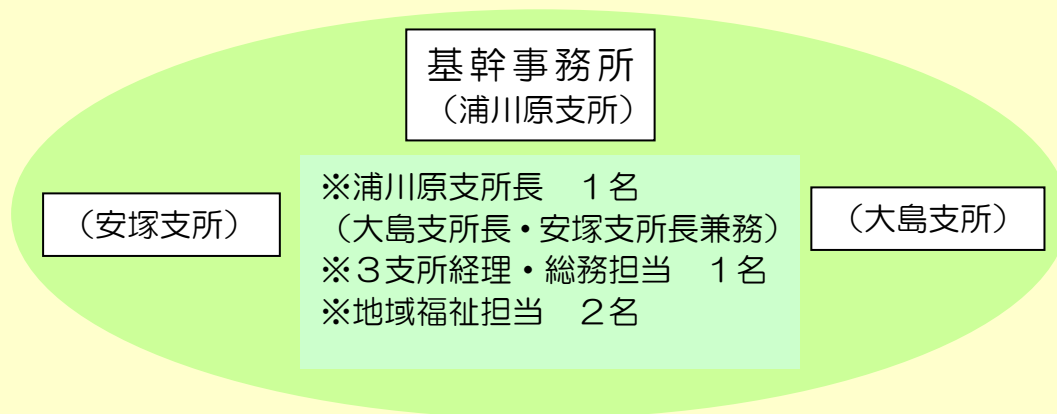 基幹事務所
（浦川原支所）
（安塚支所）
※浦川原支所長　１名
（大島支所長・安塚支所長兼務）
※３支所経理・総務担当　１名
※地域福祉担当　２名
（大島支所）